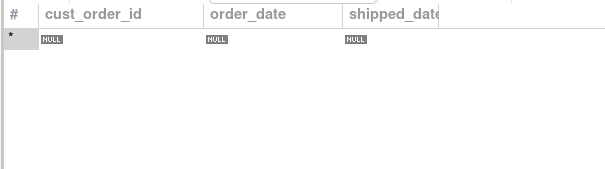 # cust_order_id order_date shipped_date
* NULL NULL NULL